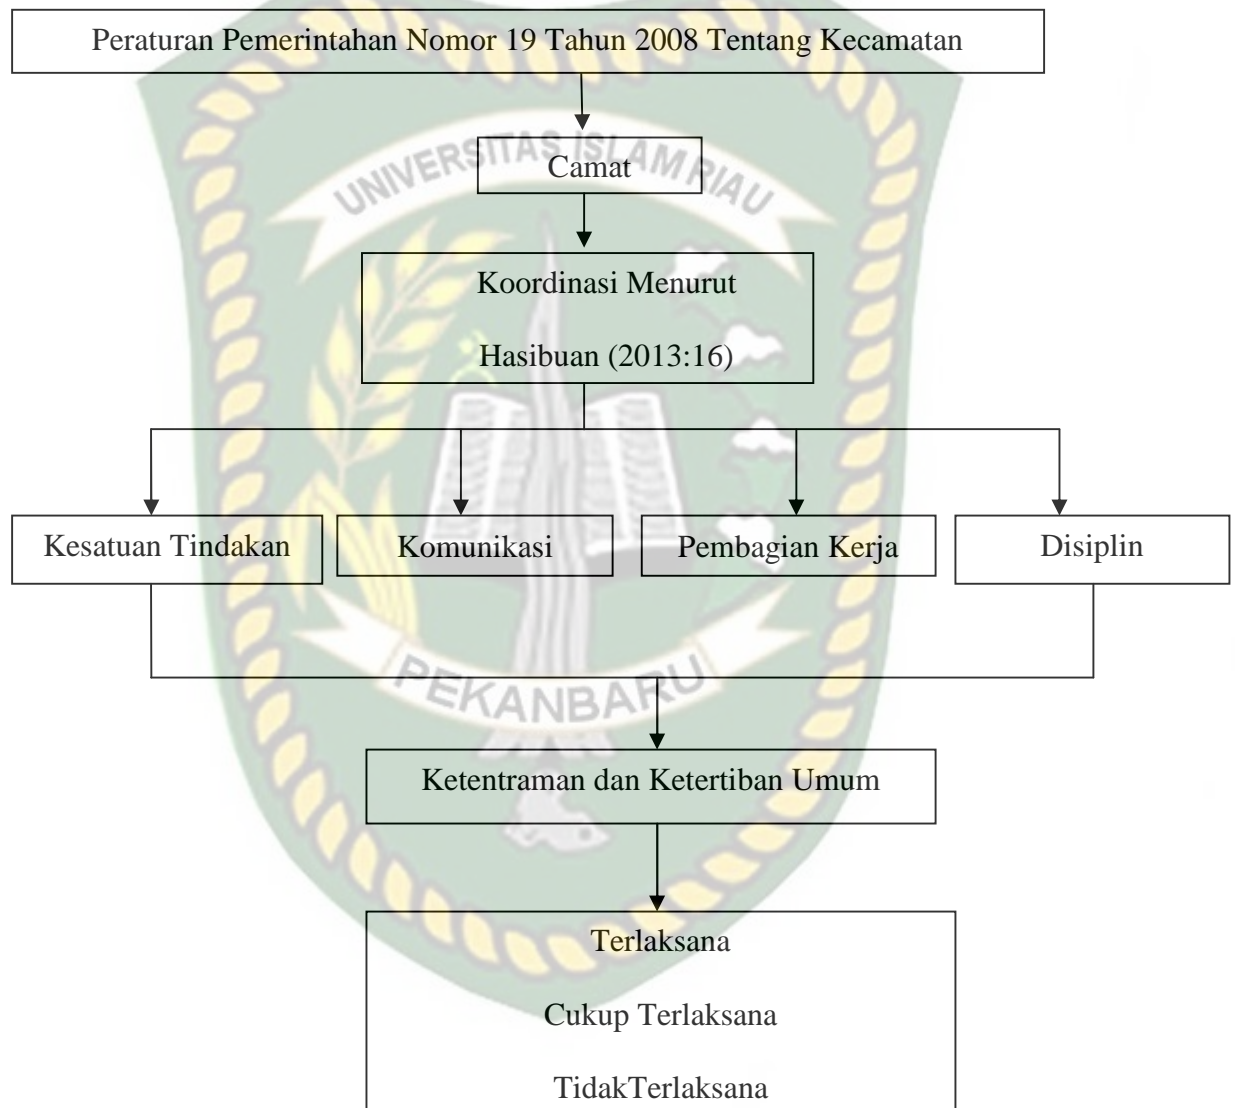 Peraturan Pemerintahan Nomor 19 Tahun 2008 Tentang Kecamatan
UNIVERSITAS ISLAM RIAU
Camat
Koordinasi Menurut
Hasibuan (2013:16)
Kesatuan Tindakan
Komunikasi
Pembagian Kerja
Disiplin
PEKANBARU
Ketentraman dan Ketertiban Umum
Terlaksana
Cukup Terlaksana
TidakTerlaksana